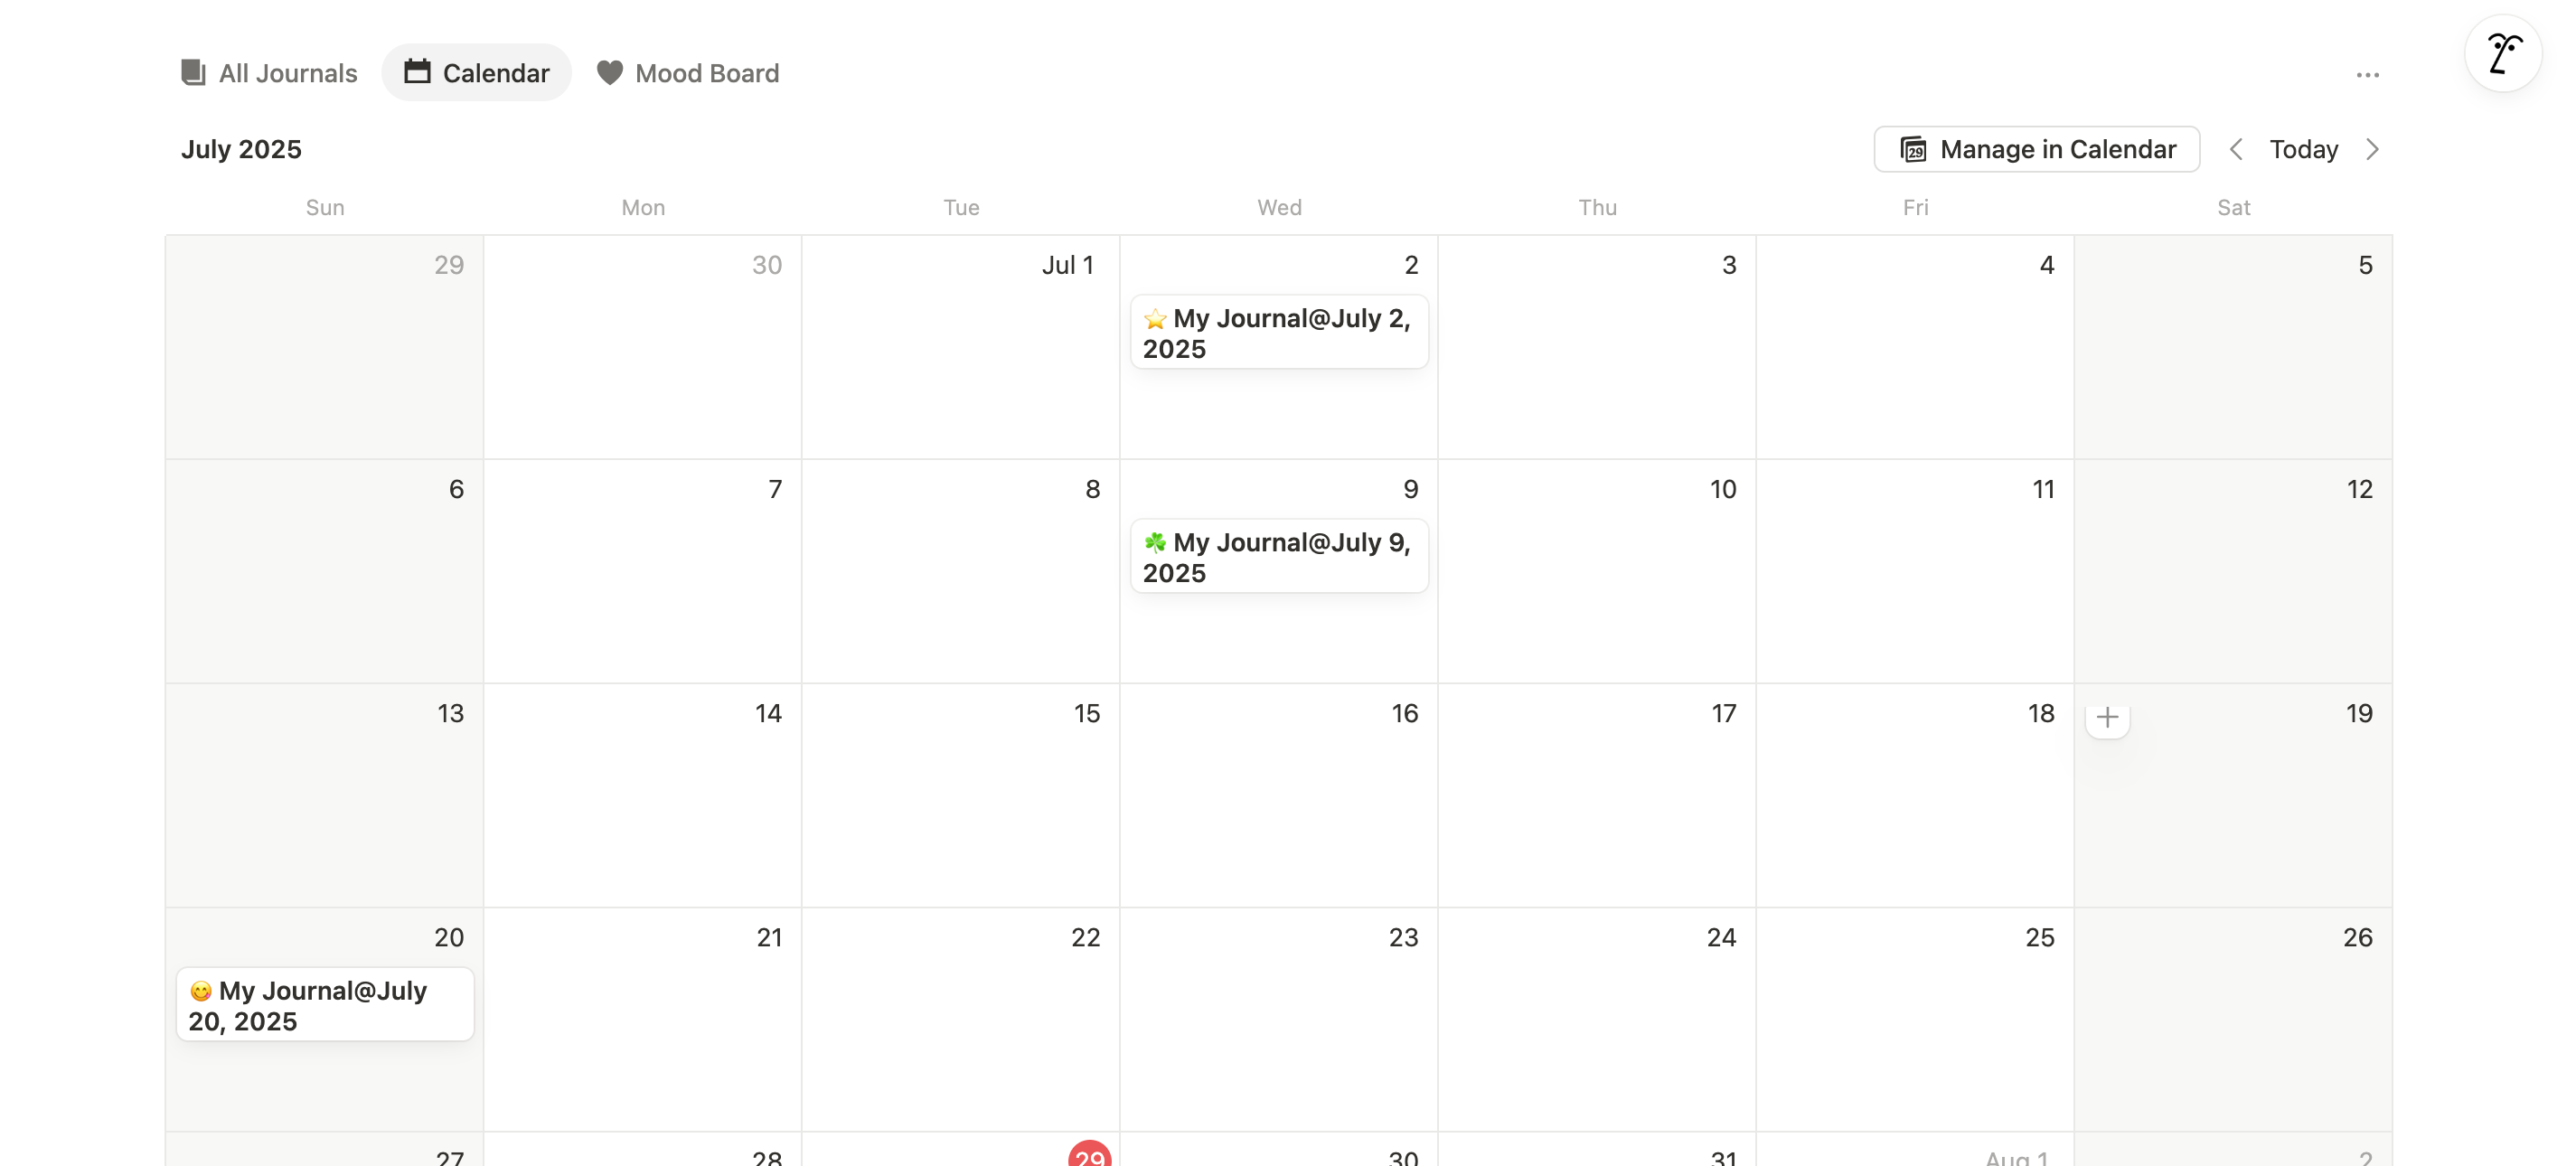 All Journals
Calendar
Mood Board
July 2025
29 Manage in Calendar
Today
Sun Mon Tue Wed Thu Fri Sat
29 30 Jul 1 2 3 4 5
⭐ My Journal@July 2,
2025
6 7 8 9 10 11 12
☘️ My Journal@July 9,
2025
13 14 15 16 17 18 19
20 21 22 23 24 25 26
😋 My Journal@July
20, 2025
27 28 29 30 31 Aug 1 2